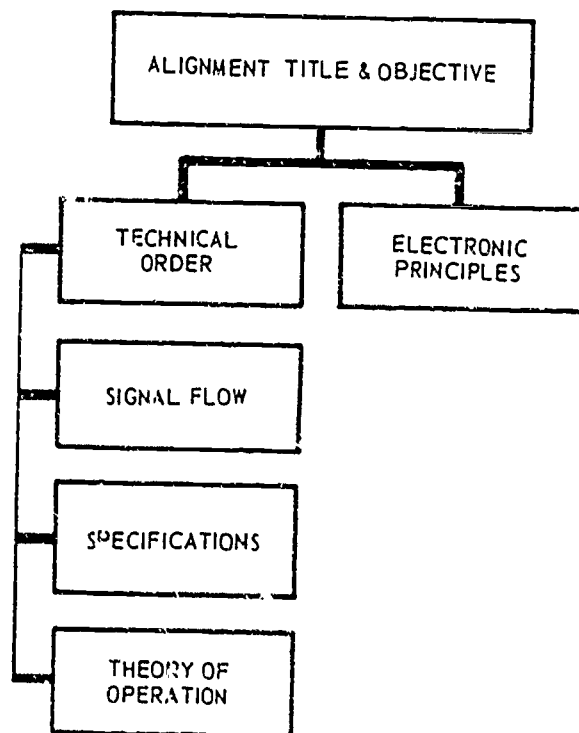 ALIGNMENT TITLE & OBJECTIVE
TECHNICAL
ORDER
ELECTRONIC
PRINCIPLES
SIGNAL FLOW
SPECIFICATIONS
THEORY OF
OPERATION